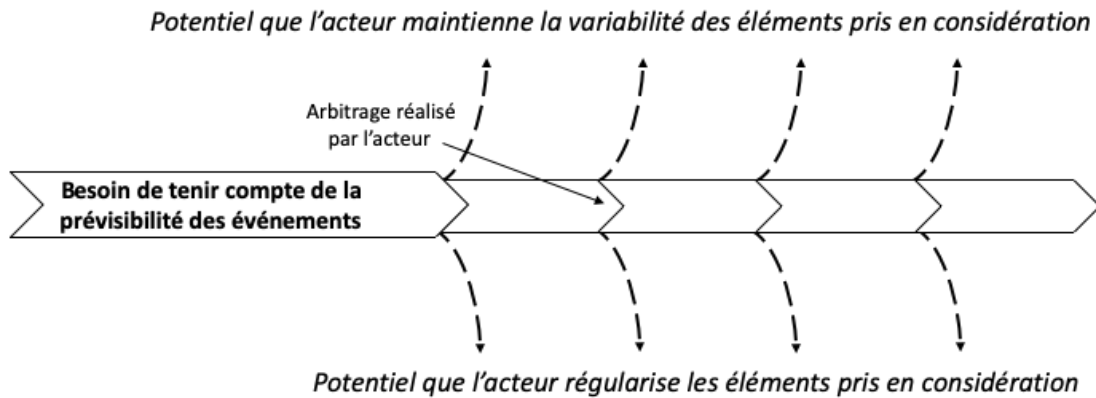 Potentiel que l’acteur maintienne la variabilité des éléments pris en considération
Arbitrage réalisé
par l’acteur
Besoin de tenir compte de la
prévisibilité des événements
Potentiel que l’acteur régularise les éléments pris en considération